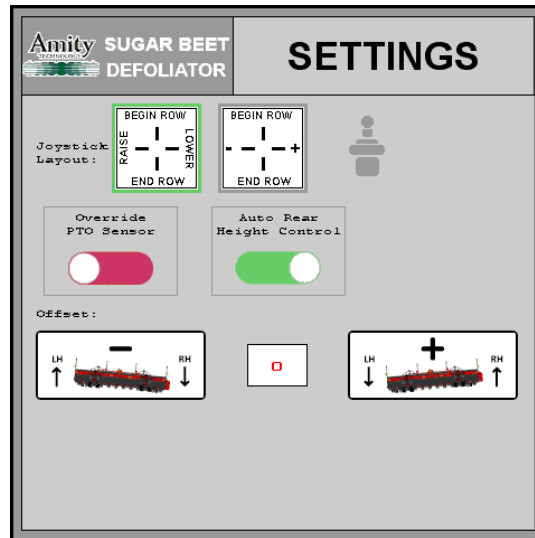 Amity SUGAR BEET
TECHNOLOGY
DEFOLIATOR
SETTINGS
Joystick
Layout:
BEGIN ROW
RAISE
LOWER
END ROW
BEGIN ROW
- +
END ROW
Override
PTO Sensor
Auto Rear
Height Control
Offset:
−
LH RH
0
+
LH RH